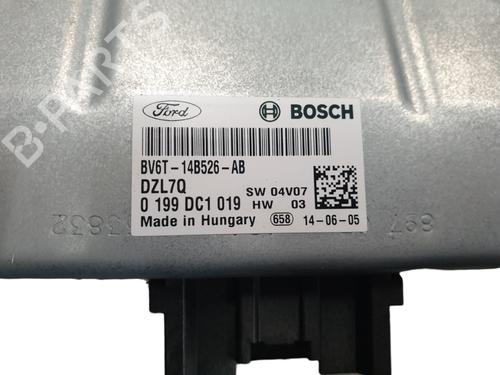 Ford
BOSCH
BV6T-14B526-AB
DZL7Q
SW 04V07
0 199 DC1 019
HW 03
Made in Hungary
658
14-06-05
B-PARTS